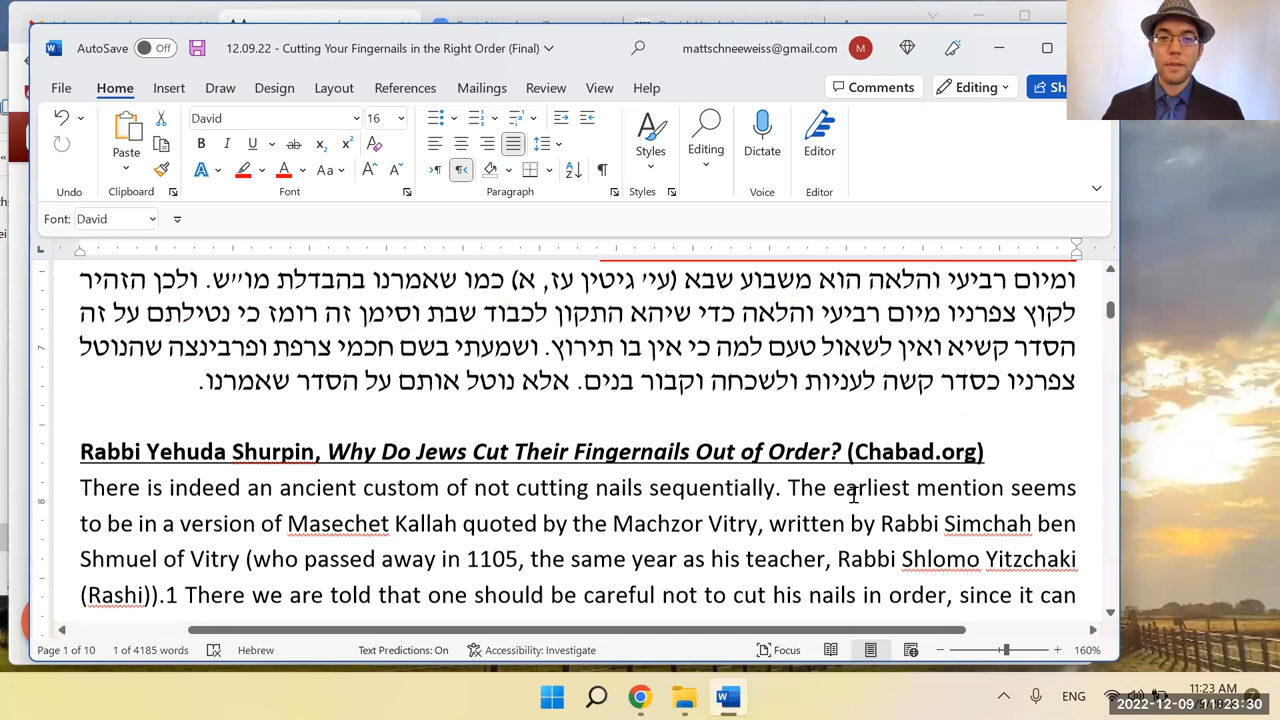 AutoSave Off 12.09.22 - Cutting Your Fingernails in the Right Order (Final) mattschneeweiss@gmail.com M
File Home Insert Draw Design Layout References Mailings Review View Help Comments Editing Sh
David 16
Paste Styles Editing Dictate Editor
Undo Clipboard Font Paragraph Styles Voice Editor
Font: David
ומיום רביעי והלאה הוא משבוע שבא (עי׳ גיטין עז, א) כמו שאמרנו בהבדלת מו״ש. ולכן הזהיר
לקוץ צפרניו מיום רביעי והלאה כדי שיהא התקון לכבוד שבת וסימן זה רומז כי נטילתם על זה
הסדר קשיא ואין לשאול טעם למה כי אין בו תירוץ. ושמעתי בשם חכמי צרפת ופרבינצה שהנוטל
צפרניו כסדר קשה לעניות ולשכחה וקבור בנים. אלא נוטל אותם על הסדר שאמרנו.
Rabbi Yehuda Shurpin, Why Do Jews Cut Their Fingernails Out of Order? (Chabad.org)
There is indeed an ancient custom of not cutting nails sequentially. The earliest mention seems
to be in a version of Masechet Kallah quoted by the Machzor Vitry, written by Rabbi Simchah ben
Shmuel of Vitry (who passed away in 1105, the same year as his teacher, Rabbi Shlomo Yitzchaki
(Rashi)).1 There we are told that one should be careful not to cut his nails in order, since it can
Page 1 of 10 1 of 4185 words Hebrew Text Predictions: On Accessibility: Investigate Focus 160%
ENG 11:23 AM
2022-12-09 11:23:30